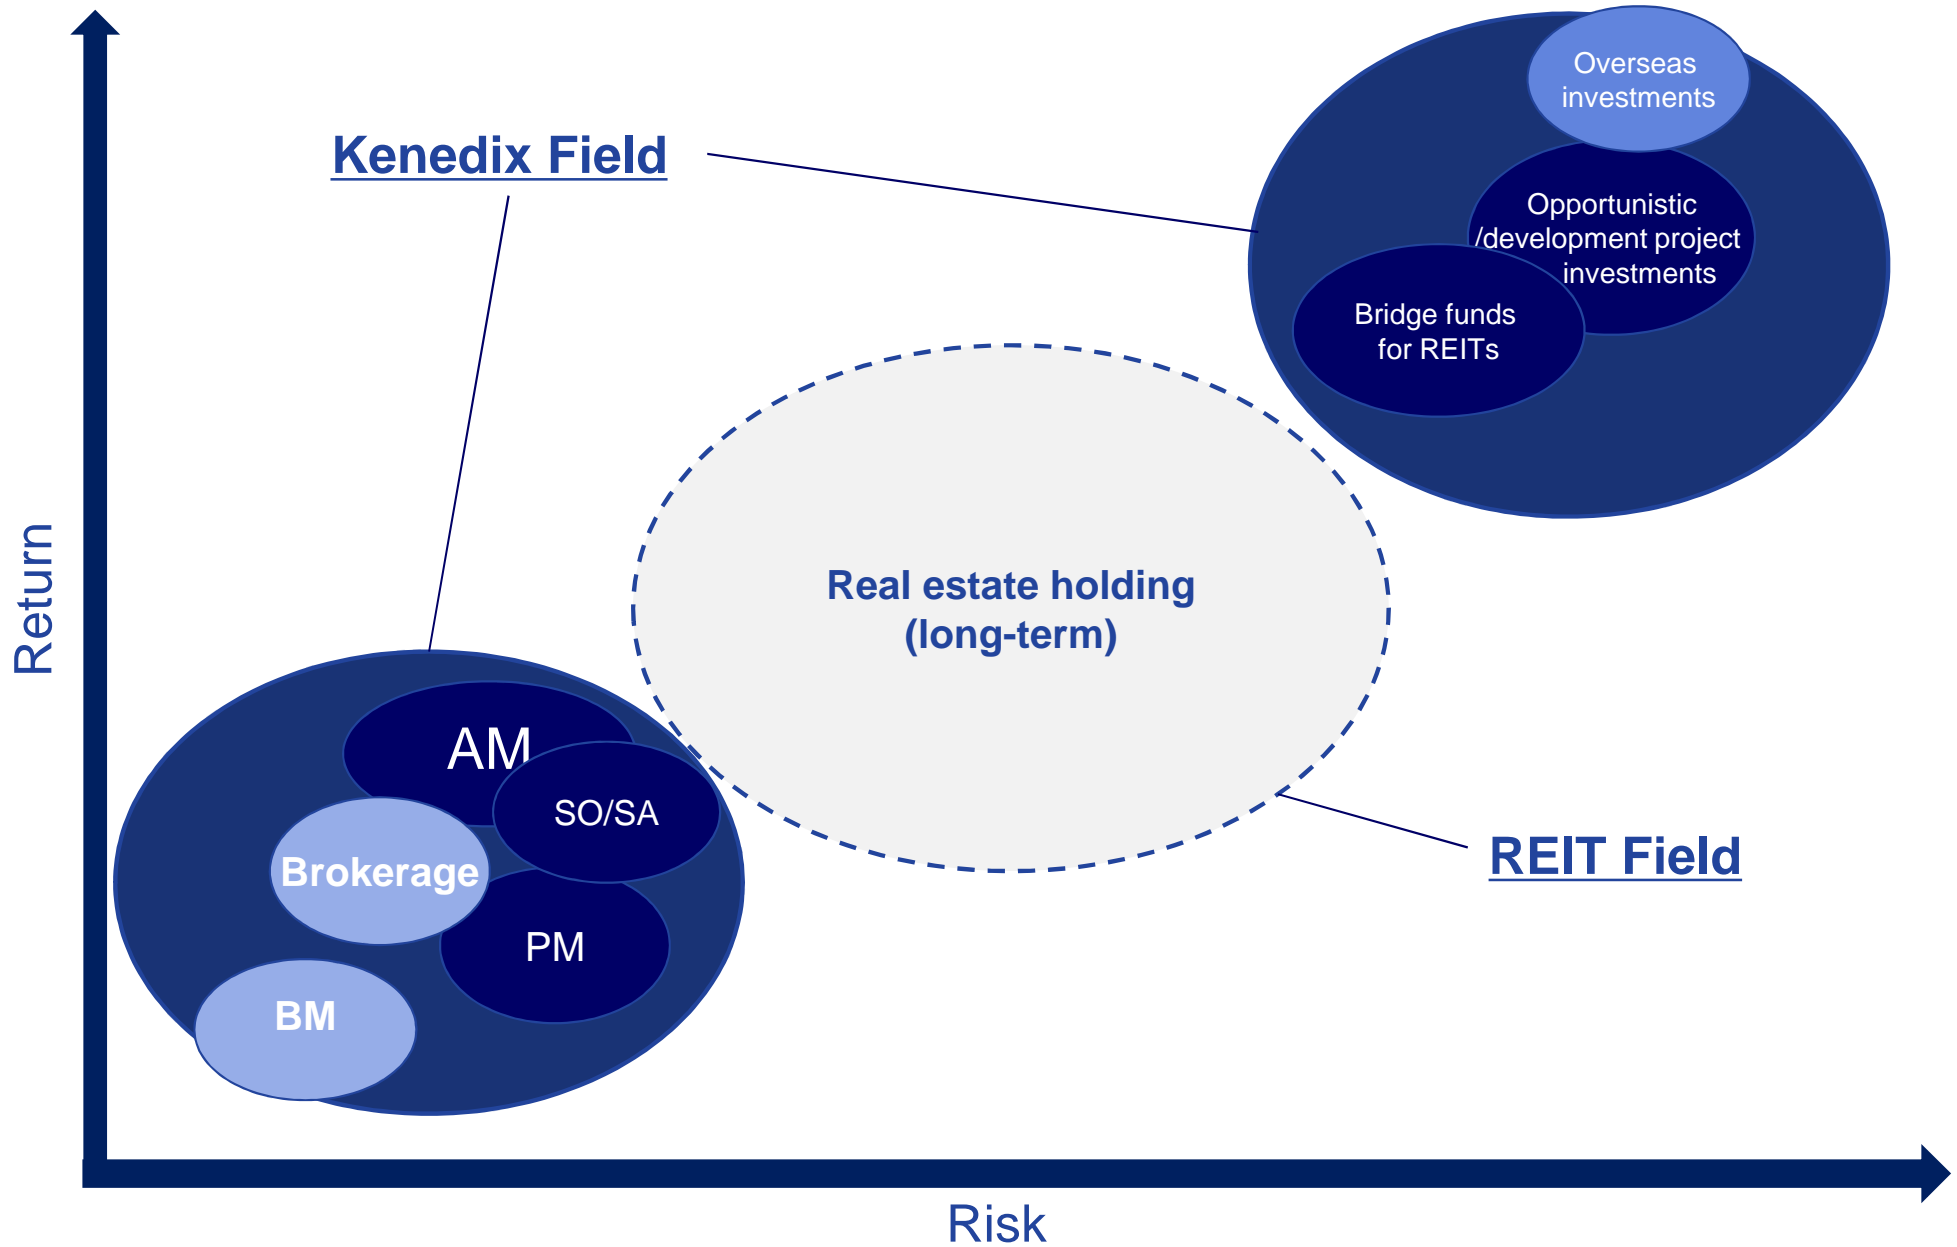 Overseas
investments
Kenedix Field
Opportunistic
/development project
investments
Bridge funds
for REITs
Return
Real estate holding
(long-term)
AM
SO/SA
Brokerage
REIT Field
PM
BM
Risk